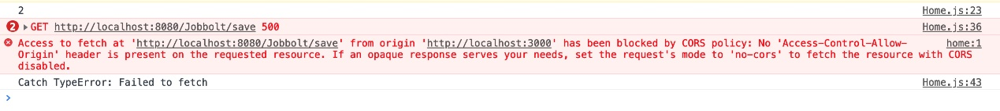 2 Home.js:23
2 ▸GET http://localhost:8080/Jobbolt/save 500 Home.js:36
Access to fetch at 'http://localhost:8080/Jobbolt/save' from origin 'http://localhost:3000' has been blocked by CORS policy: No 'Access-Control-Allow- home:1
Origin' header is present on the requested resource. If an opaque response serves your needs, set the request's mode to 'no-cors' to fetch the resource with CORS
disabled.
Catch TypeError: Failed to fetch Home.js:43